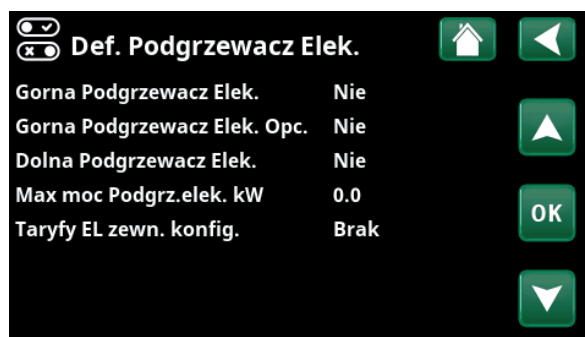 Def. Podgrzewacz Elek.
Gorna Podgrzewacz Elek. Nie
Gorna Podgrzewacz Elek. Opc. Nie
Dolna Podgrzewacz Elek. Nie
Max moc Podgrz.elek. kW 0.0
Taryfy EL zewn. konfig. Brak
OK